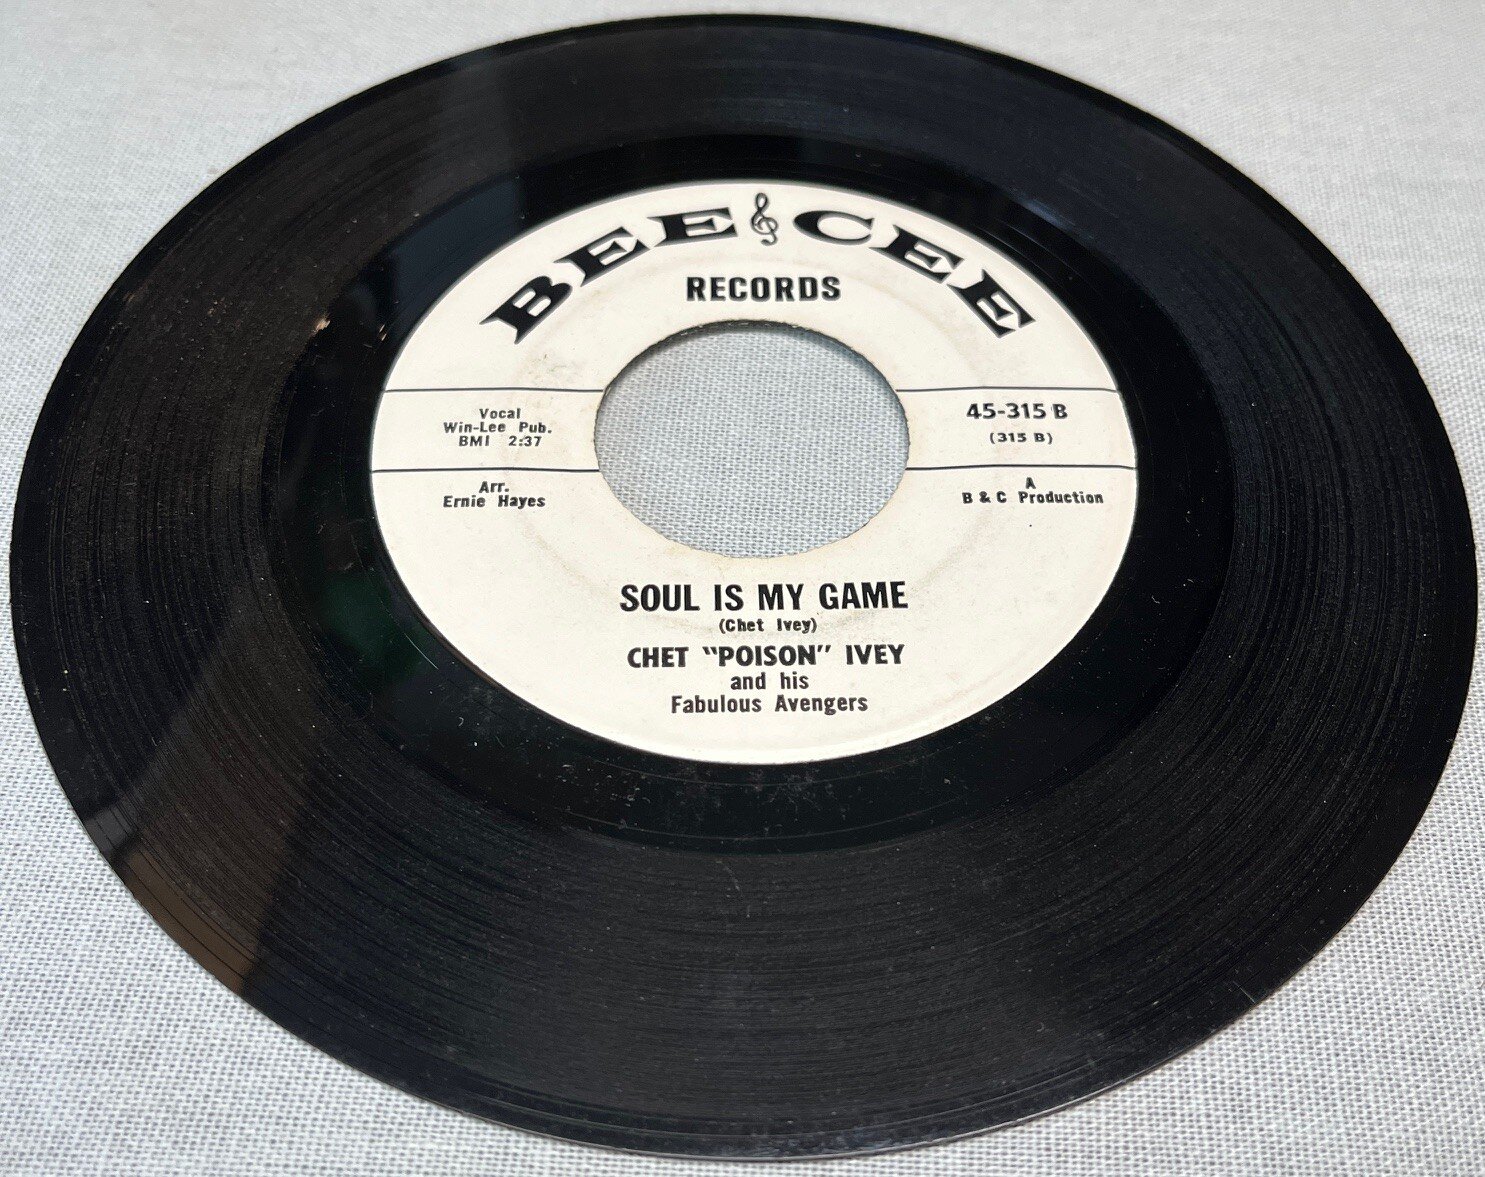 BEE CEE
RECORDS
Vocal
Win-Lee Pub.
BMI 2:37
Arr.
Ernie Hayes
45-315 B
(315 B)
A
B & C Production
SOUL IS MY GAME
(Chet Ivey)
CHET "POISON" IVEY
and his
Fabulous Avengers